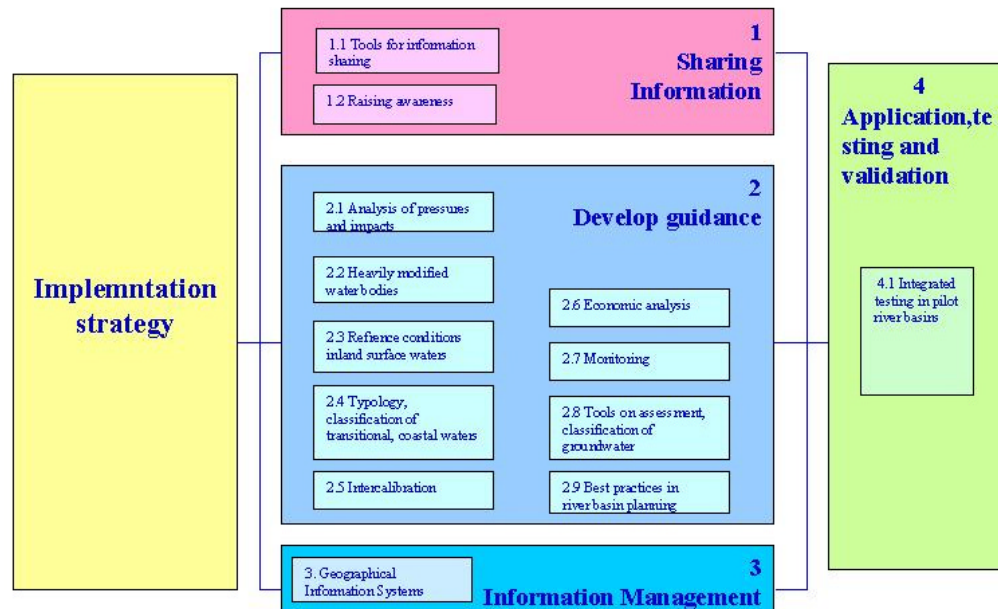 Implemntation
strategy
1
Sharing
Information
1.1 Tools for information
sharing
1.2 Raising awareness
2
Develop guidance
2.1 Analysis of pressures
and impacts
2.2 Heavily modified
water bodies
2.3 Refrence conditions
inland surface waters
2.4 Typology,
classification of
transitional, coastal waters
2.5 Intercalibration
2.6 Economic analysis
2.7 Monitoring
2.8 Tools on assessment,
classification of
groundwater
2.9 Best practices in
river basin planning
3
Information Management
3. Geographical
Information Systems
4
Application,te
sting and
validation
4.1 Integrated
testing in pilot
river basins